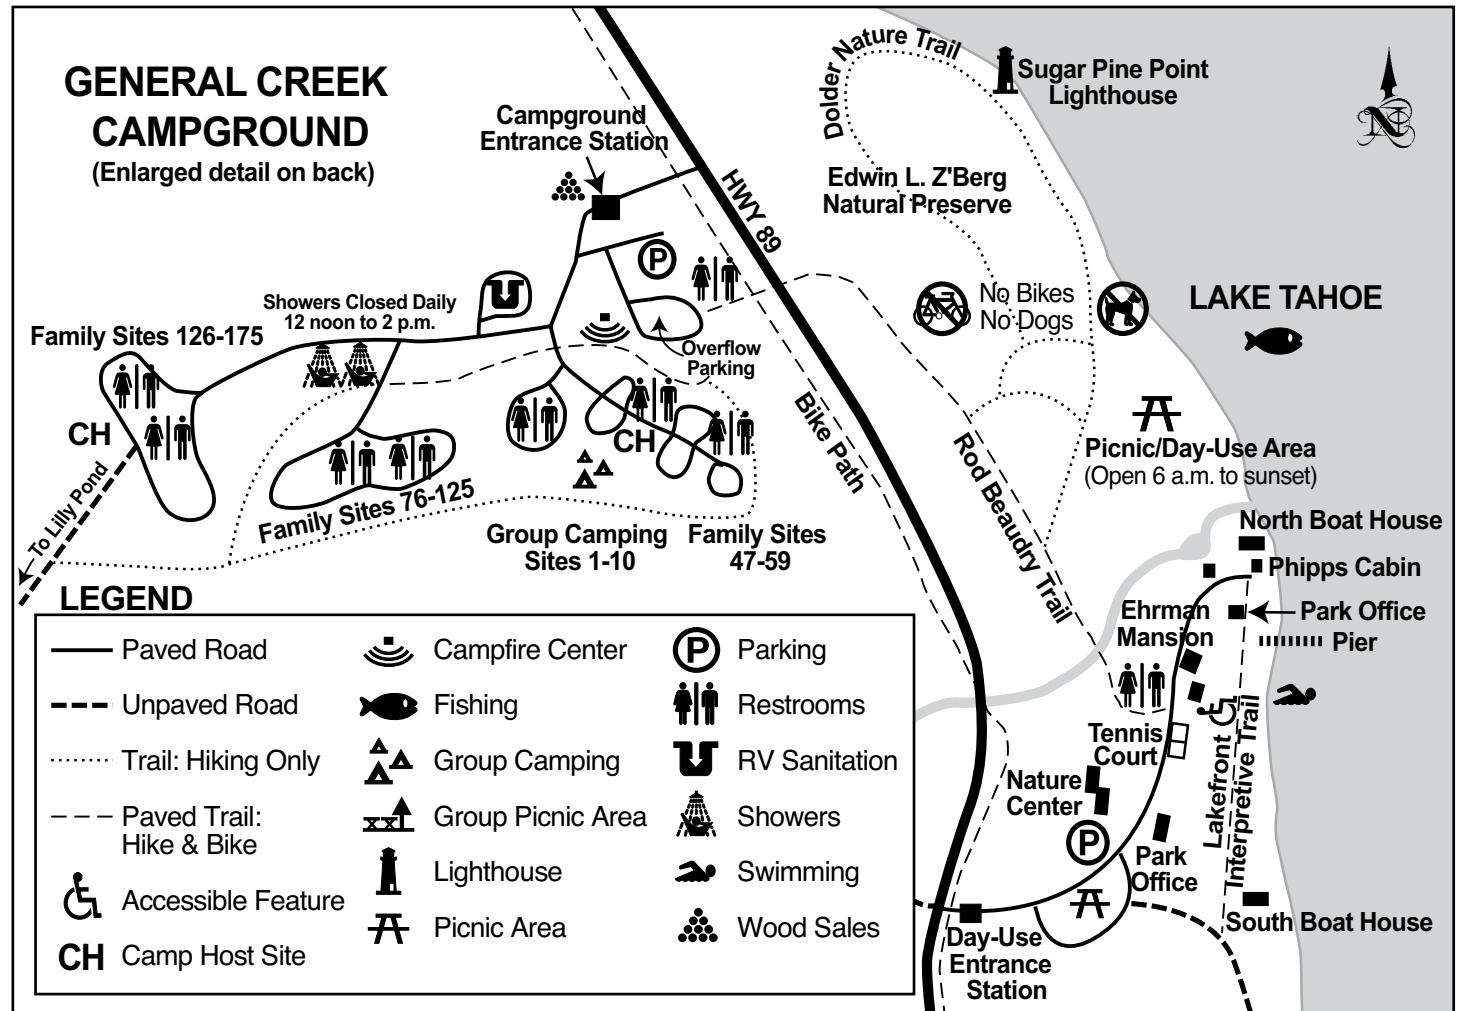 GENERAL CREEK
CAMPGROUND
(Enlarged detail on back)
Campground
Entrance Station
HWY 89
Dolder Nature Trail
Sugar Pine Point
Lighthouse
N
Edwin L. Z'Berg
Natural Preserve
P
No Bikes
No Dogs
LAKE TAHOE
Showers Closed Daily
12 noon to 2 p.m.
Family Sites 126-175
Overflow
Parking
Bike Path
CH
CH
To Lilly Pond
Family Sites 76-125
Group Camping
Sites 1-10
Family Sites
47-59
Rod Beaudry Trail
Picnic/Day-Use Area
(Open 6 a.m. to sunset)
North Boat House
Phipps Cabin
Park Office
Pier
Ehrman
Mansion
Tennis
Court
Nature
Center
P
Park
Office
Lakefront
Interpretive Trail
South Boat House
Day-Use
Entrance
Station
LEGEND
Paved Road
Unpaved Road
Trail: Hiking Only
Paved Trail:
Hike & Bike
Accessible Feature
CH Camp Host Site
Campfire Center
Fishing
Group Camping
Group Picnic Area
Lighthouse
Picnic Area
P Parking
Restrooms
RV Sanitation
Showers
Swimming
Wood Sales